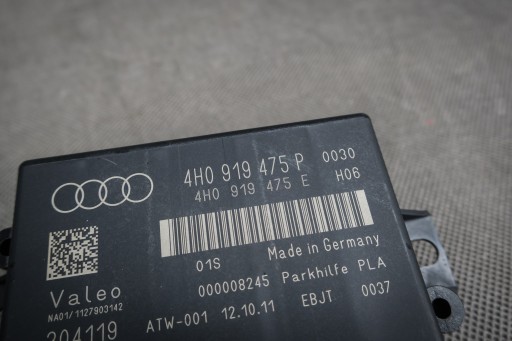 4H0 919 475 P 0030
4H0 919 475 E H06
01S Made in Germany
000008245 Parkhilfe PLA
Valeo
NA01/1127903142
ATW-001 12.10.11 EBJT 0037
304119